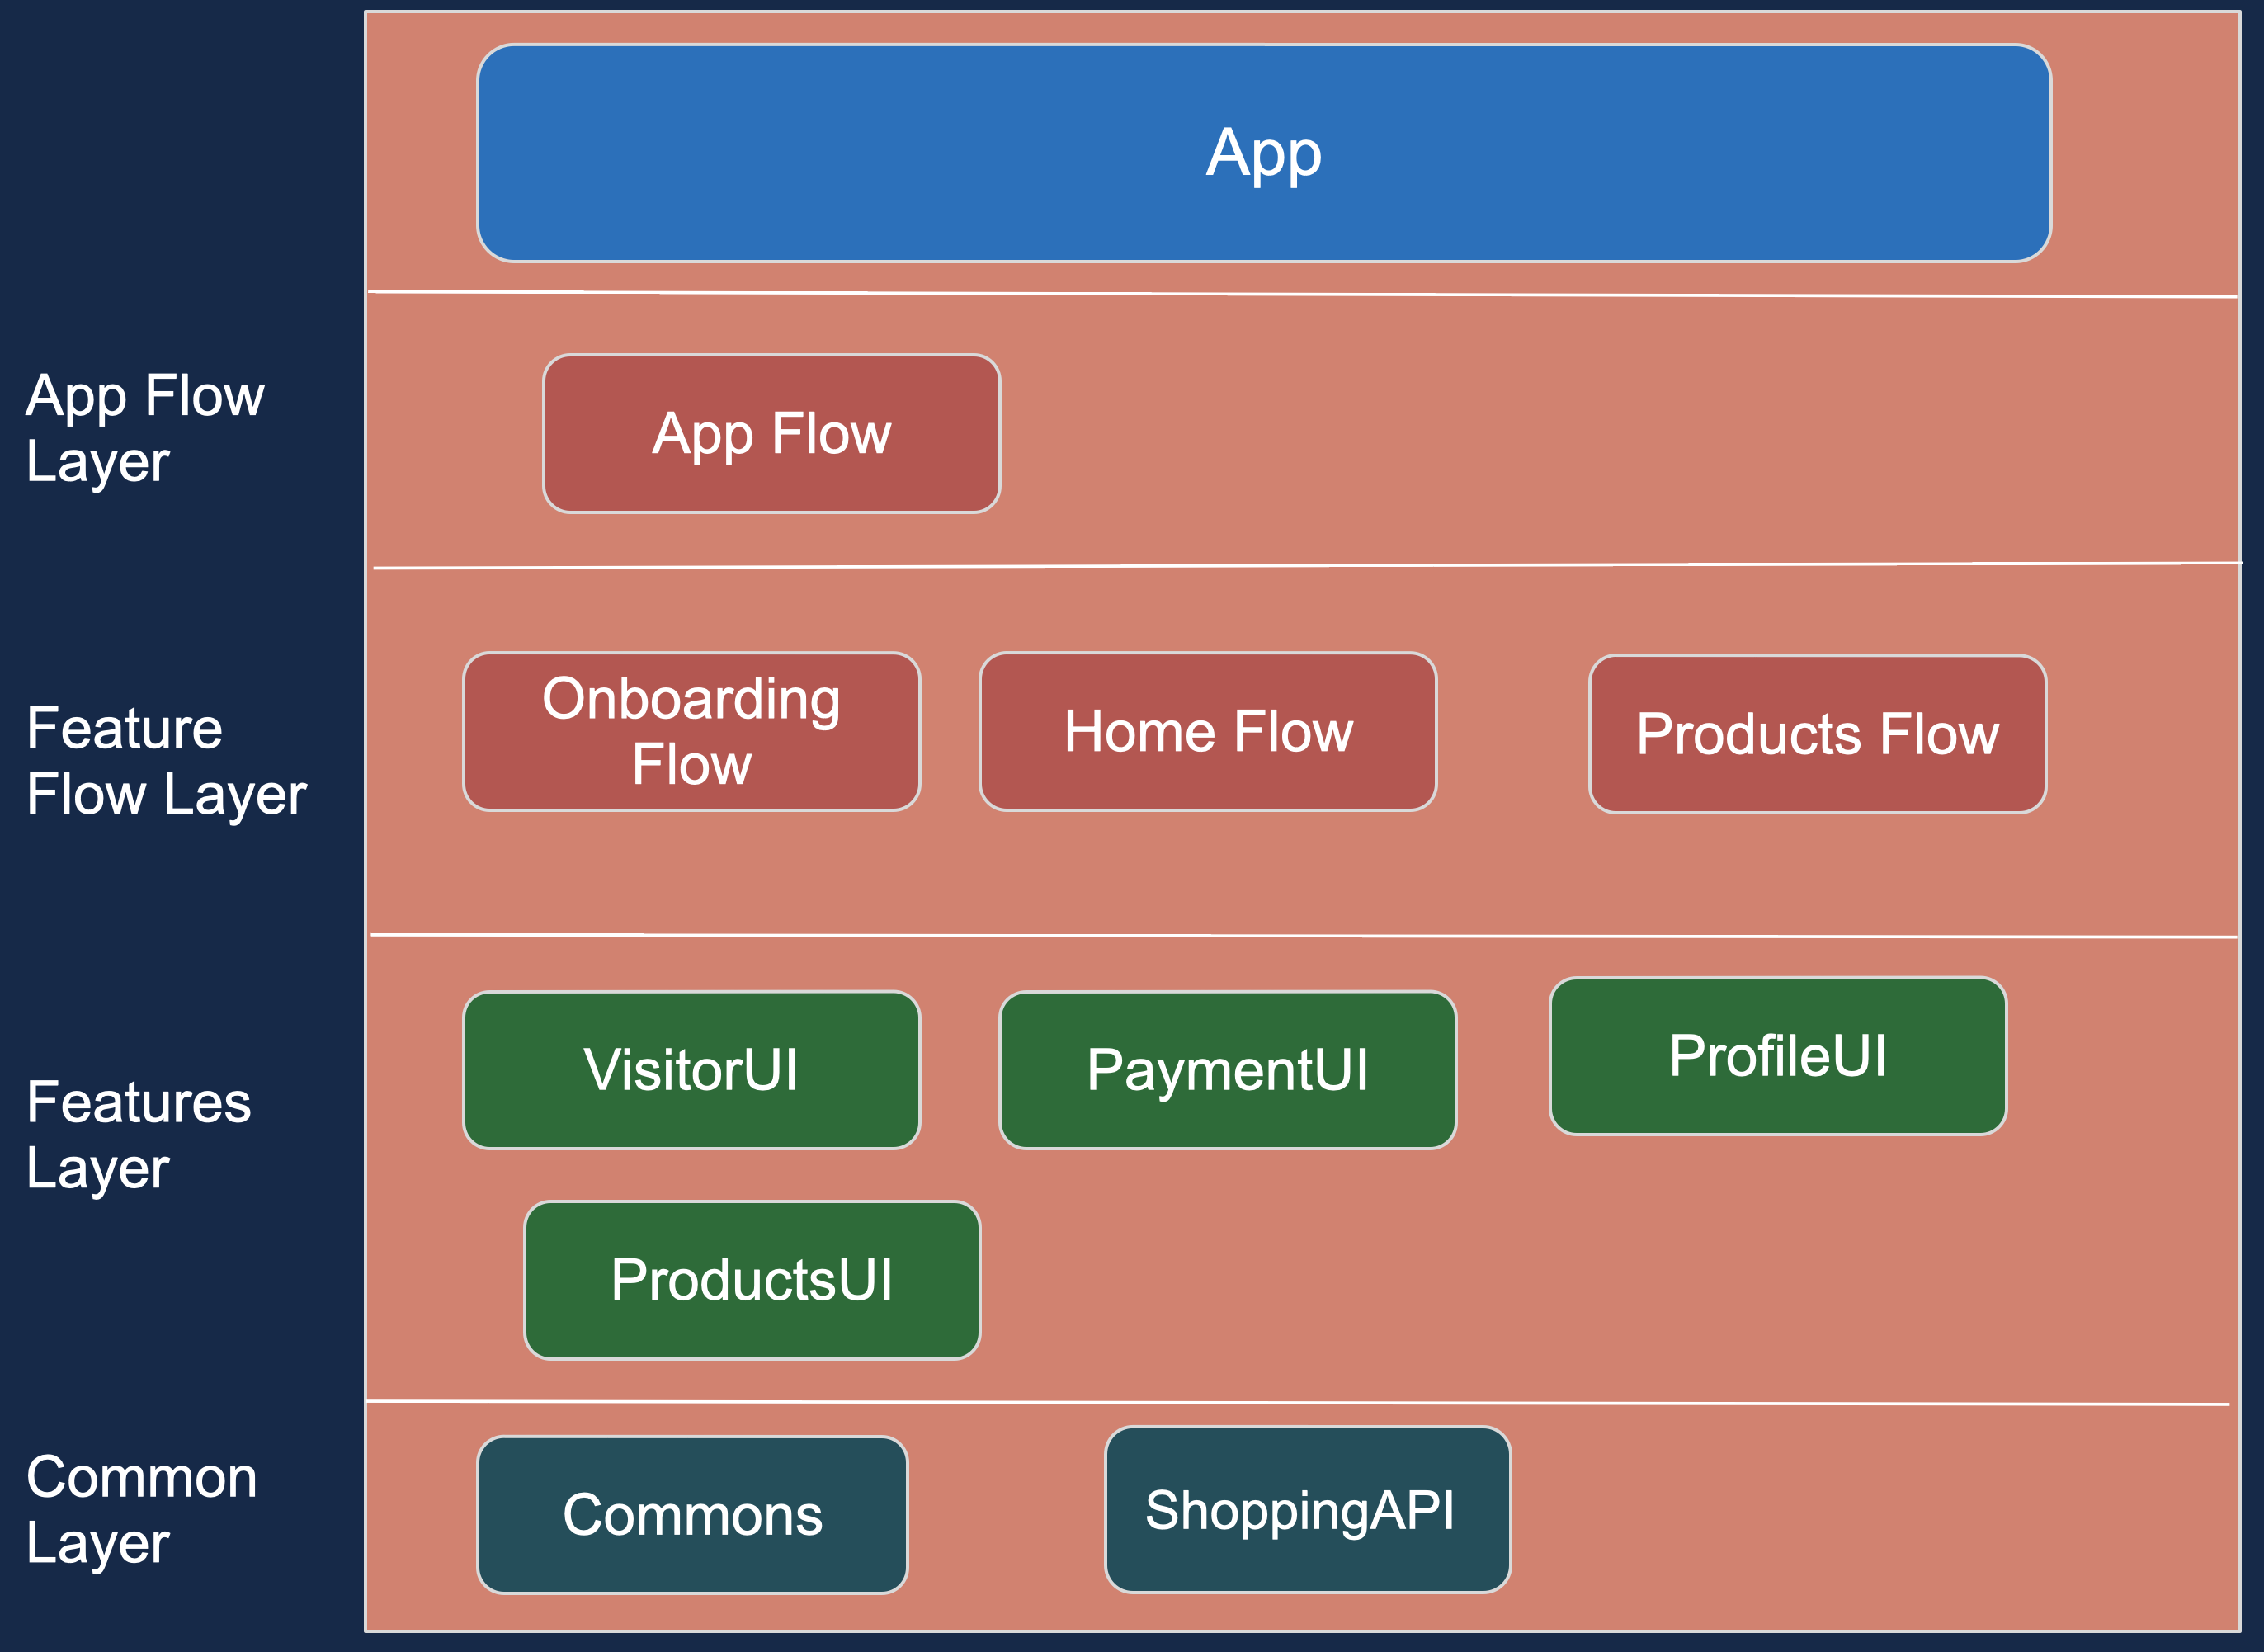 App
App Flow
Layer
App Flow
Feature
Flow Layer
Onboarding
Flow
Home Flow
Products Flow
Features
Layer
VisitorUI
PaymentUI
ProfileUI
ProductsUI
Common
Layer
Commons
ShoppingAPI